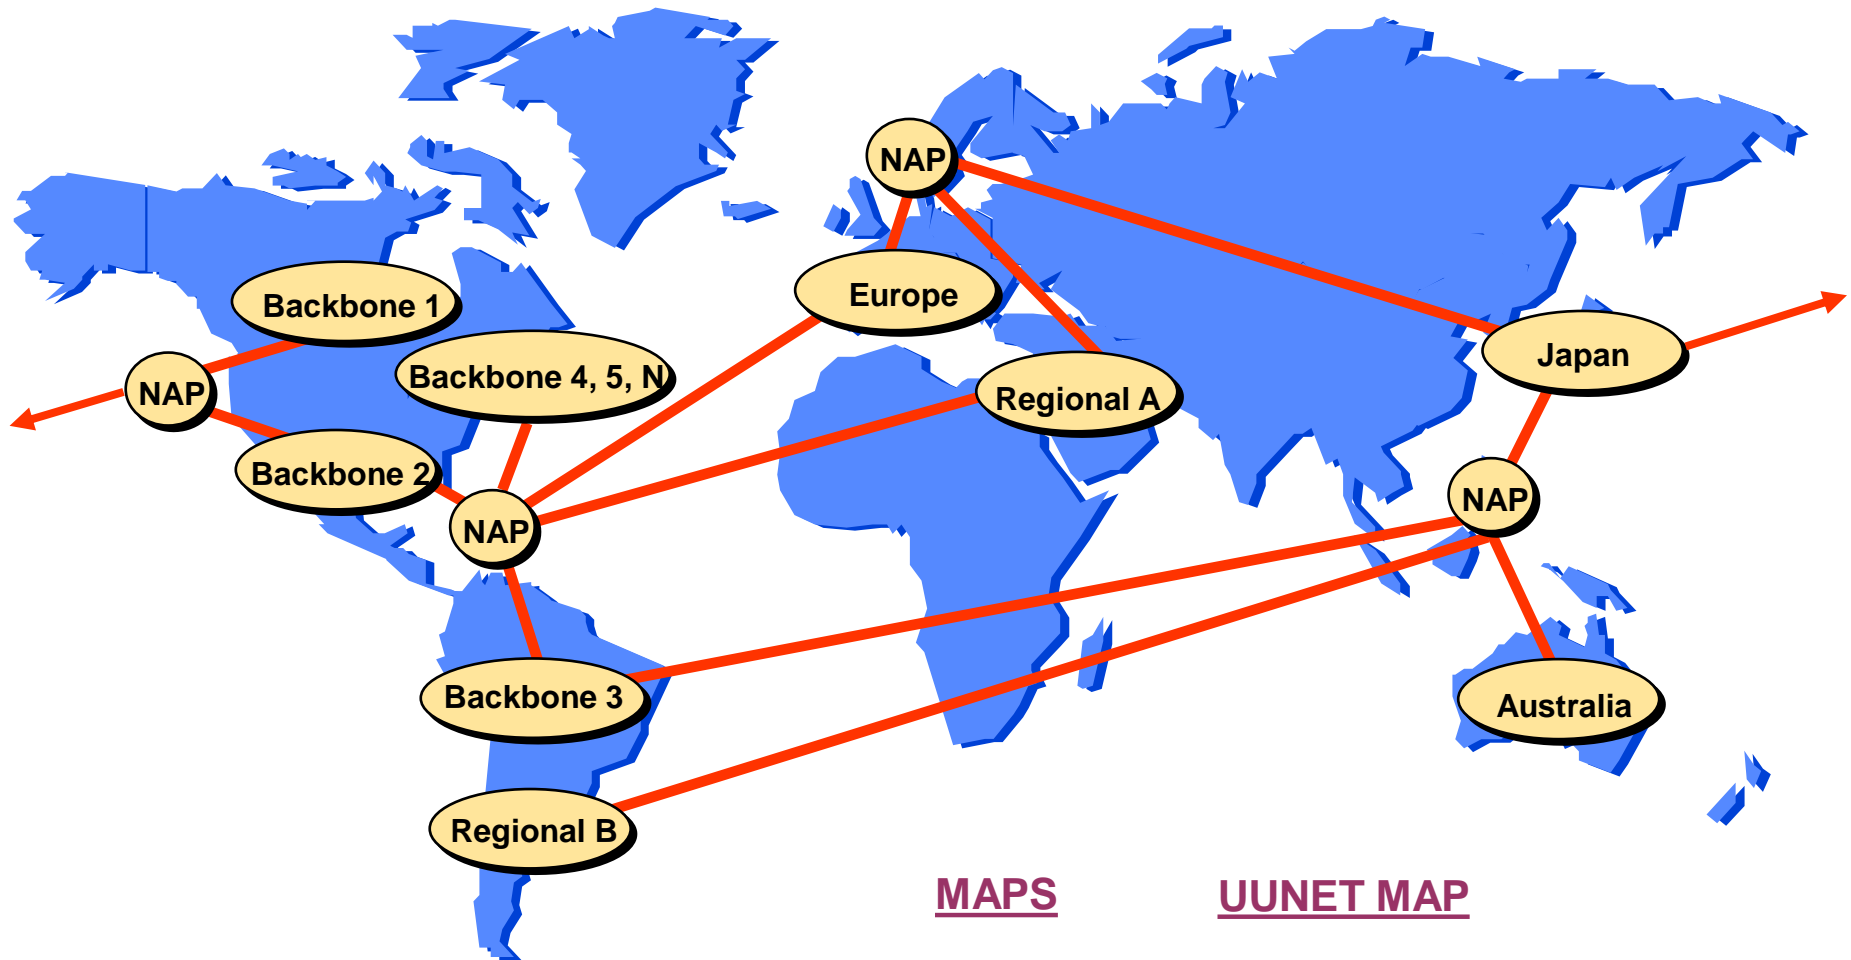 NAP
Europe
Backbone 1
Backbone 4, 5, N
Japan
NAP
Regional A
Backbone 2
NAP
NAP
Backbone 3
Australia
Regional B
MAPS
UUNET MAP